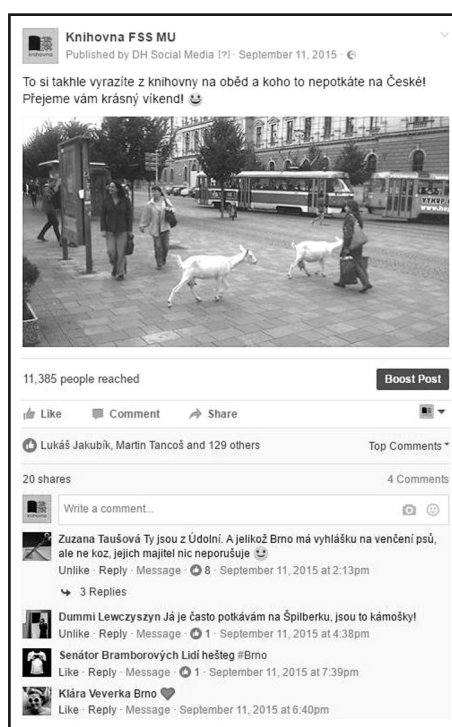 Knihovna FSS MU
Published by DH Social Media [?] · September 11, 2015 ·
To si takhle vyrazíte z knihovny na oběd a koho to nepotkáte na České!
Přejeme vám krásný víkend!
11,385 people reached
Boost Post
Like Comment Share
Lukáš Jakubík, Martin Tancoš and 129 others
Top Comments
20 shares
4 Comments
Write a comment...
Zuzana Taušová Ty jsou z Údolní. A jelikož Brno má vyhlášku na venčení psů,
ale ne koz, jejich majitel nic neporušuje
Unlike · Reply · Message · 8 · September 11, 2015 at 2:13pm
3 Replies
Dummi Lewczyszyn Já je často potkávám na Špilberku, jsou to kámošky!
Unlike · Reply · Message · 1 · September 11, 2015 at 4:38pm
Senátor Bramborových Lidí hešteg #Brno
Like · Reply · Message · 1 · September 11, 2015 at 7:39pm
Klára Veverka Brno
Like · Reply · Message · September 11, 2015 at 6:40pm